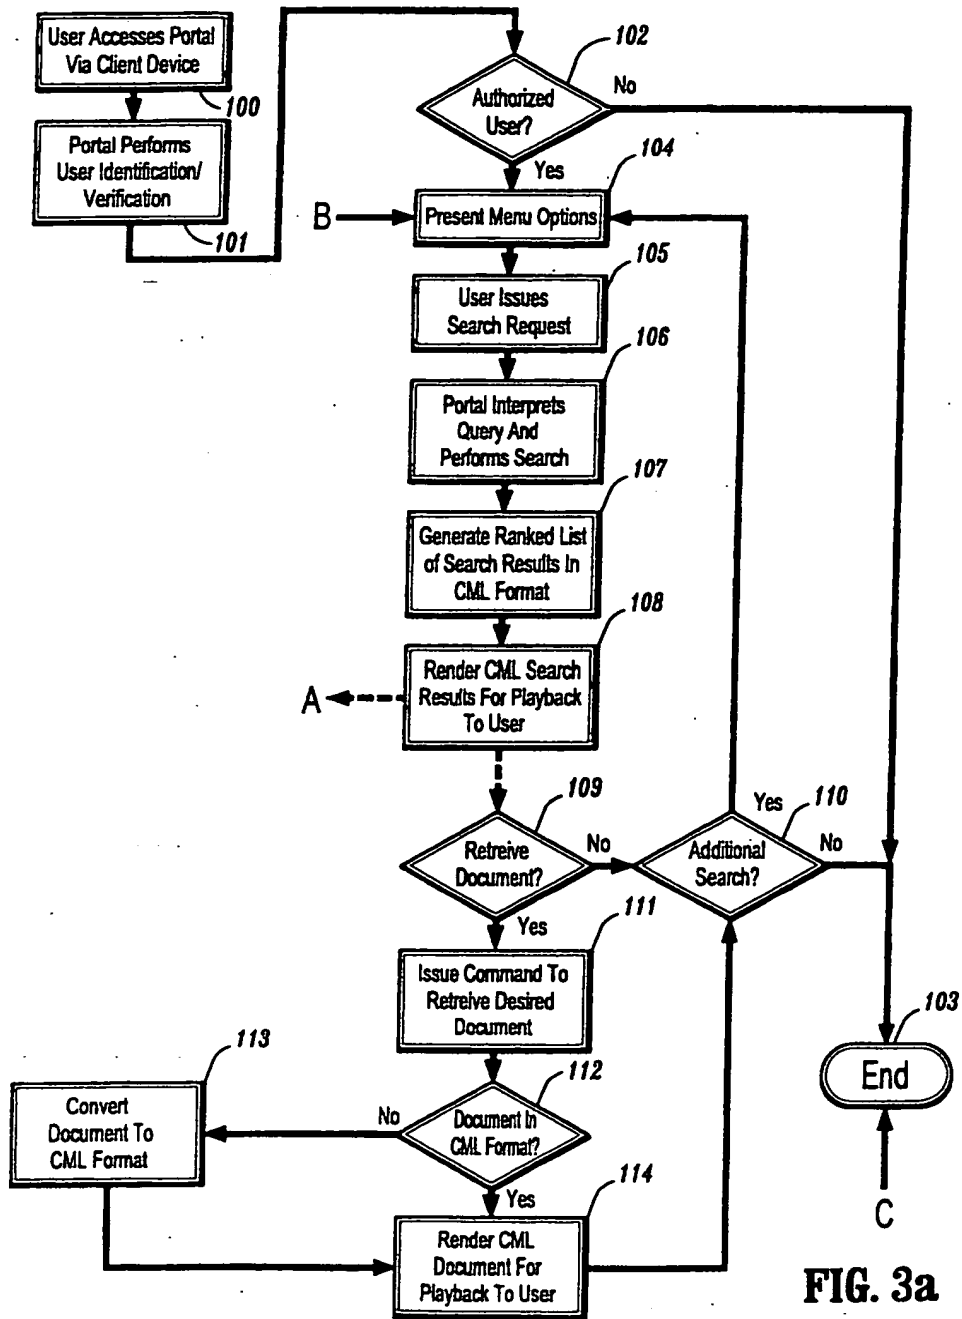 User Accesses Portal
Via Client Device
100
Portal Performs
User Identification/
Verification
101
102
Authorized
User?
No
Yes
104
B
Present Menu Options
105
User Issues
Search Request
106
Portal Interprets
Query And
Performs Search
107
Generate Ranked List
of Search Results In
CML Format
108
Render CML Search
Results For Playback
To User
A
109
Retreive
Document?
No
Yes
110
Additional
Search?
Yes
No
111
Issue Command To
Retreive Desired
Document
112
Document In
CML Format?
No
Yes
113
Convert
Document To
CML Format
114
Render CML
Document For
Playback To User
103
End
C
FIG. 3a